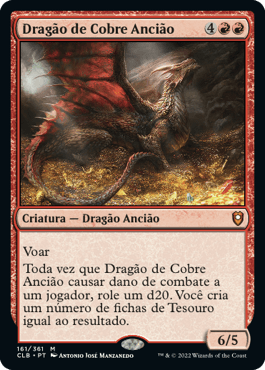 Dragão de Cobre Ancião 4
Criatura — Dragão Ancião
Voar
Toda vez que Dragão de Cobre
Ancião causar dano de combate a
um jogador, role um d20. Você cria
um número de fichas de Tesouro
igual ao resultado.
6/5
161/361 M
CLB • PT Antonio José Manzanedo
™ & © 2022 Wizards of the Coast